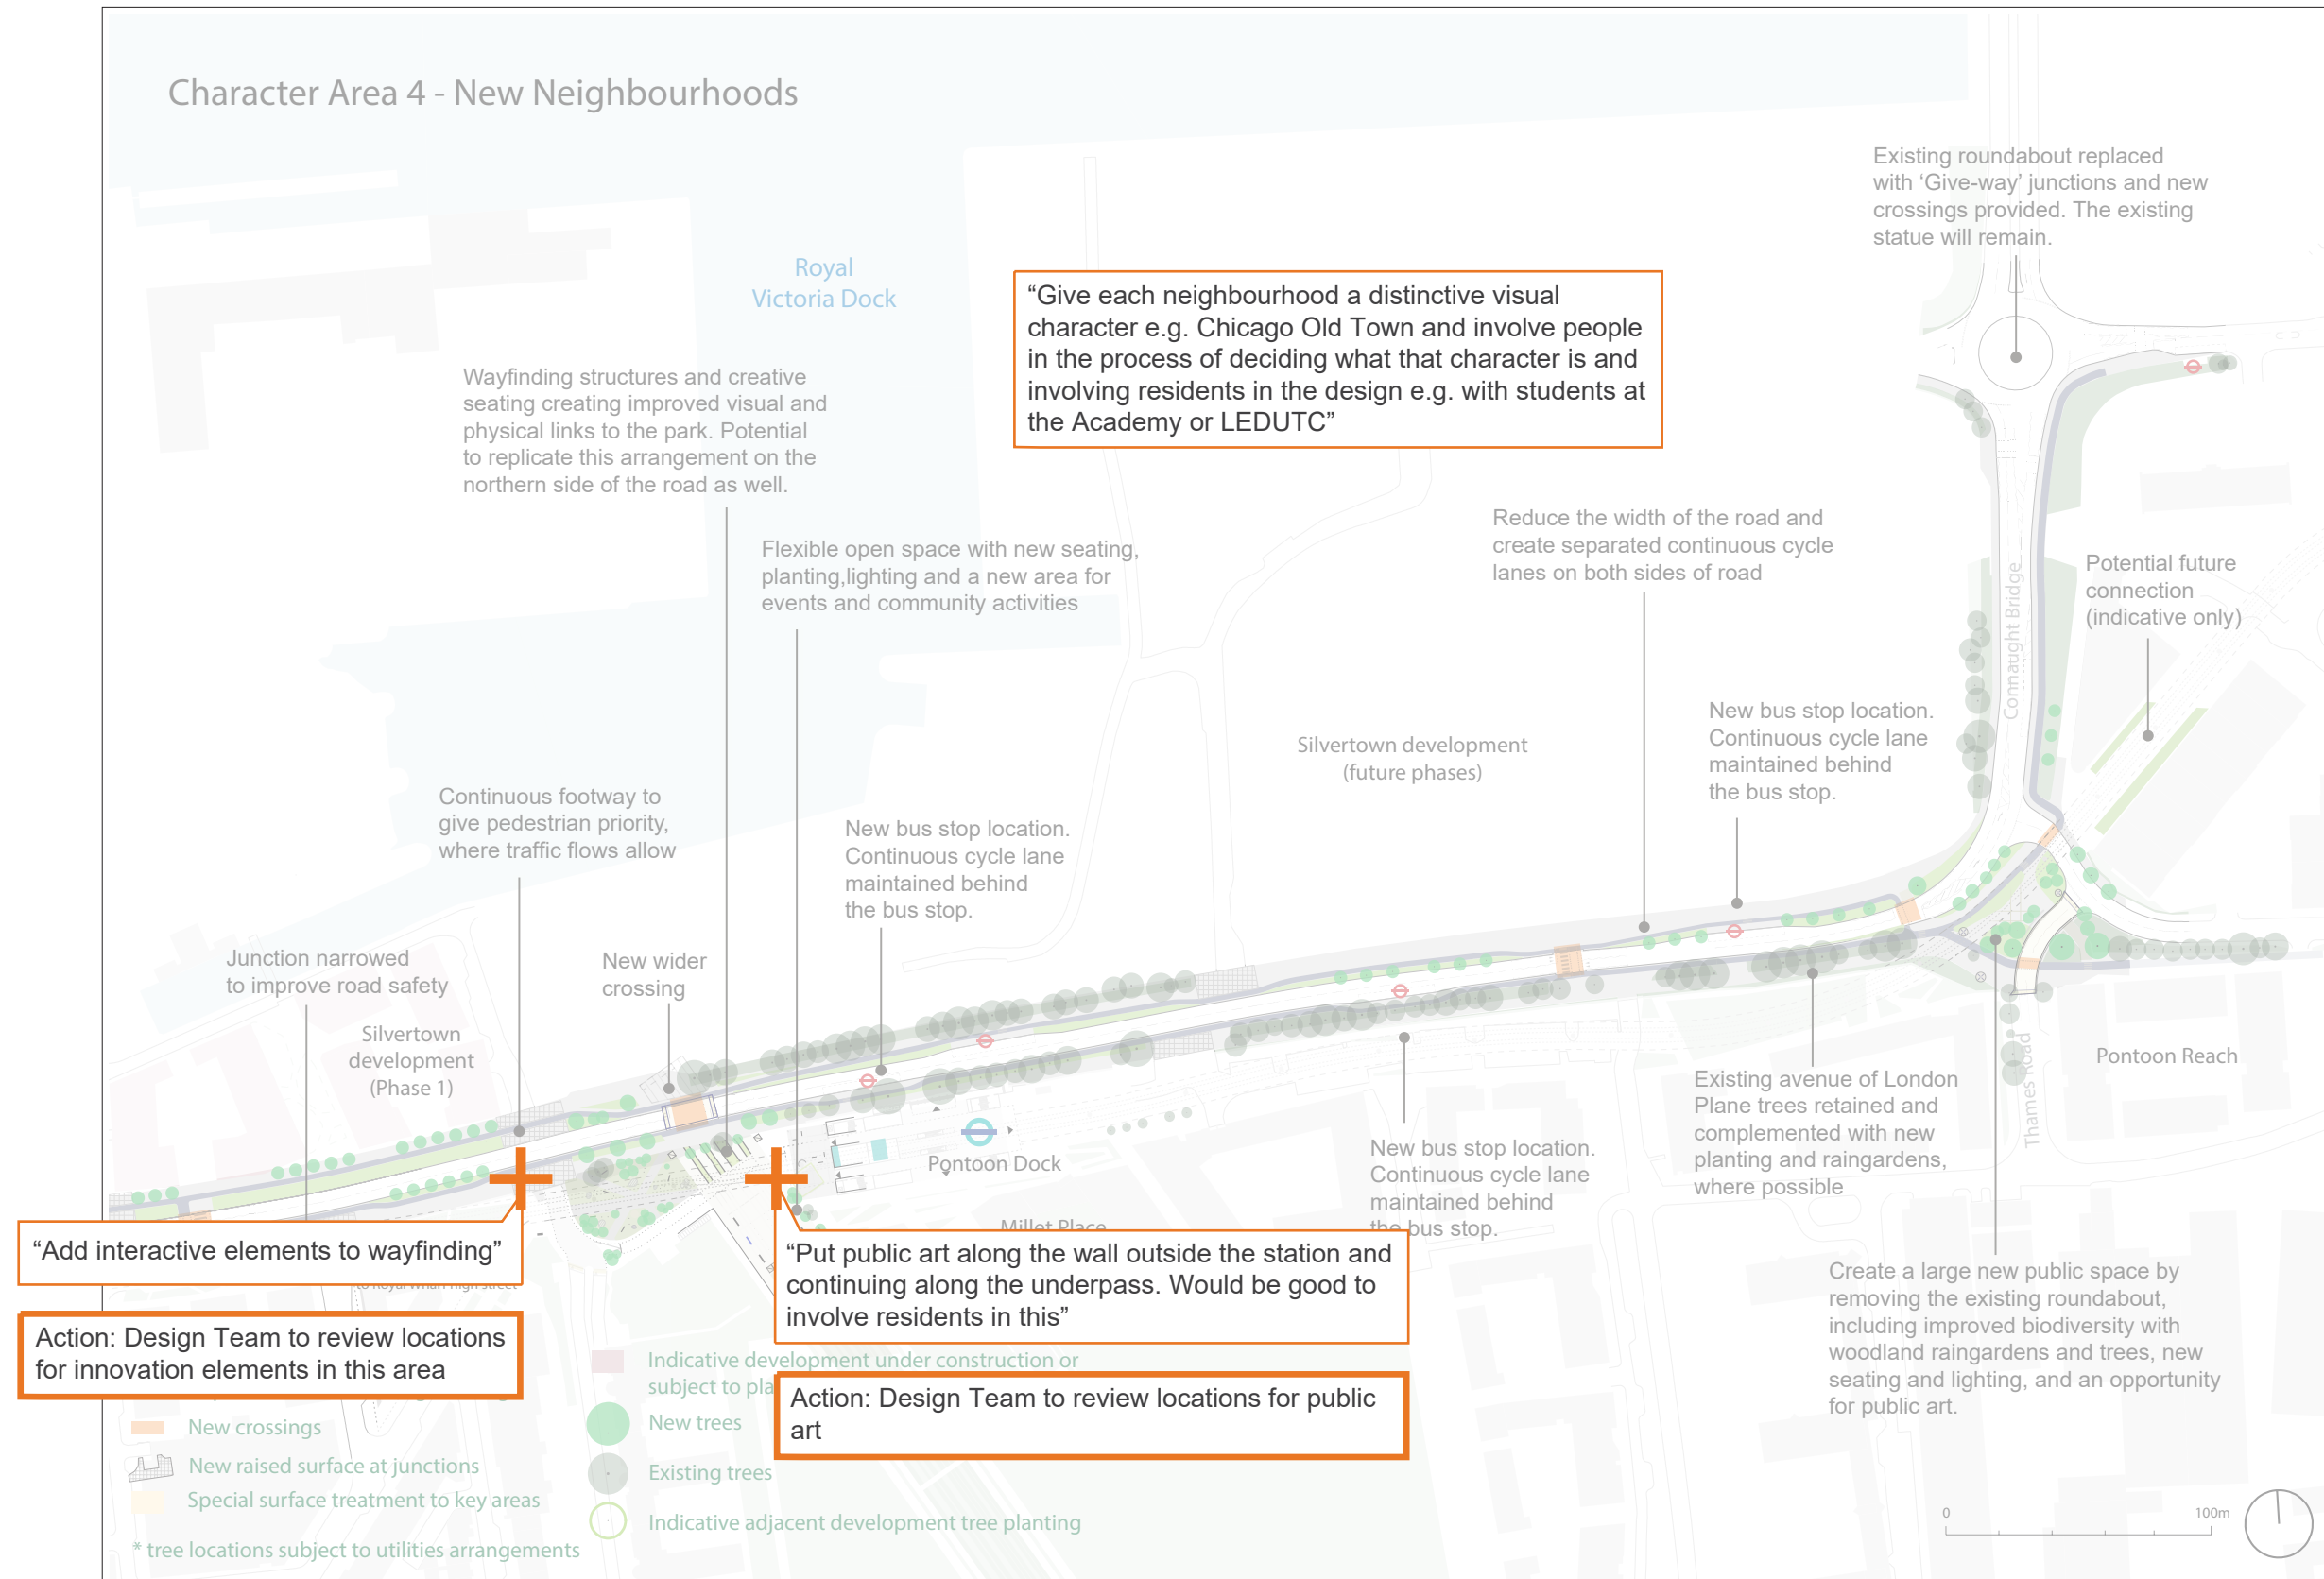 Character Area 4 - New Neighbourhoods
Existing roundabout replaced
with ‘Give-way’ junctions and new
crossings provided. The existing
statue will remain.
Royal
Victoria Dock
“Give each neighbourhood a distinctive visual
character e.g. Chicago Old Town and involve people
in the process of deciding what that character is and
involving residents in the design e.g. with students at
the Academy or LEDUTC”
Wayfinding structures and creative
seating creating improved visual and
physical links to the park. Potential
to replicate this arrangement on the
northern side of the road as well.
Flexible open space with new seating,
planting,lighting and a new area for
events and community activities
Reduce the width of the road and
create separated continuous cycle
lanes on both sides of road
Potential future
connection
(indicative only)
Connaught Bridge
New bus stop location.
Continuous cycle lane
maintained behind
the bus stop.
Silvertown development
(future phases)
Continuous footway to
give pedestrian priority,
where traffic flows allow
New bus stop location.
Continuous cycle lane
maintained behind
the bus stop.
Junction narrowed
to improve road safety
New wider
crossing
Silvertown
development
(Phase 1)
Pontoon Reach
Thames Road
Existing avenue of London
Plane trees retained and
complemented with new
planting and raingardens,
where possible
Pontoon Dock
New bus stop location.
Continuous cycle lane
maintained behind
the bus stop.
Millet Place
“Add interactive elements to wayfinding”
to Royal Wharf high street
“Put public art along the wall outside the station and
continuing along the underpass. Would be good to
involve residents in this”
Create a large new public space by
removing the existing roundabout,
including improved biodiversity with
woodland raingardens and trees, new
seating and lighting, and an opportunity
for public art.
Action: Design Team to review locations
for innovation elements in this area
Indicative development under construction or
subject to
Action: Design Team to review locations for public
art
New crossings
New raised surface at junctions
Special surface treatment to key areas
New trees
Existing trees
Indicative adjacent development tree planting
* tree locations subject to utilities arrangements
0 100m